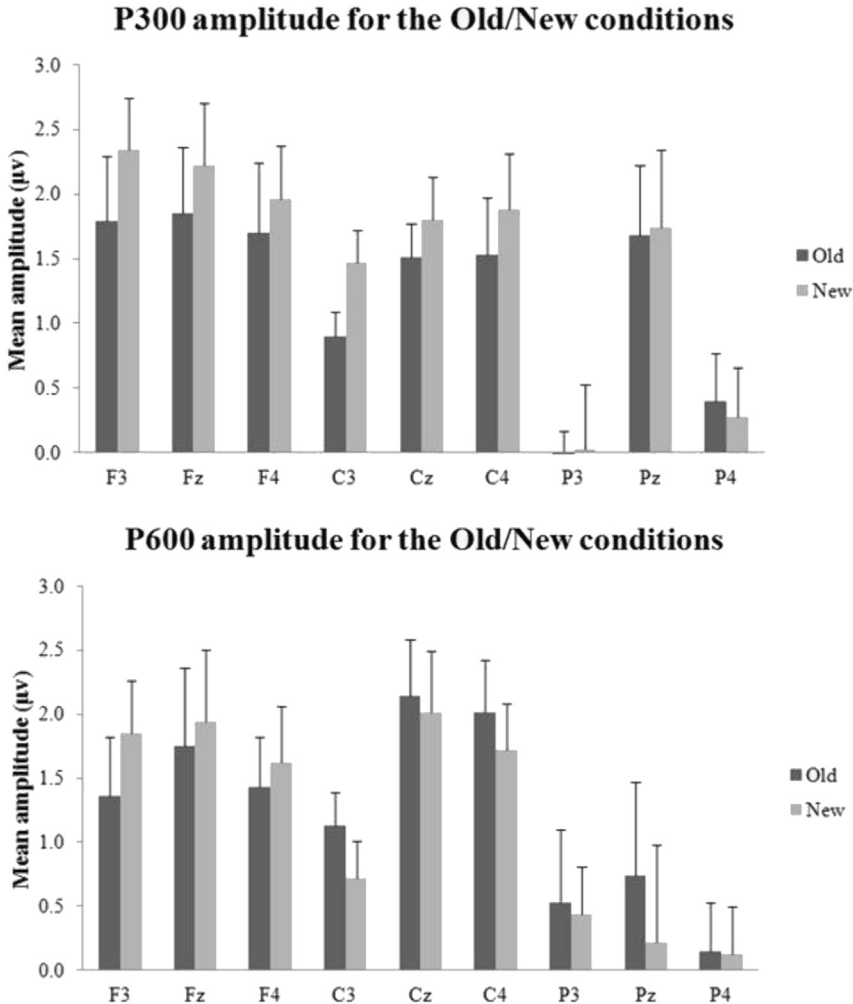 P300 amplitude for the Old/New conditions
3.0
2.5
2.0
1.5
1.0
0.5
0.0
Mean amplitude (μv)
F3 Fz F4 C3 Cz C4 P3 Pz P4
Old
New
P600 amplitude for the Old/New conditions
3.0
2.5
2.0
1.5
1.0
0.5
0.0
Mean amplitude (μv)
F3 Fz F4 C3 Cz C4 P3 Pz P4
Old
New